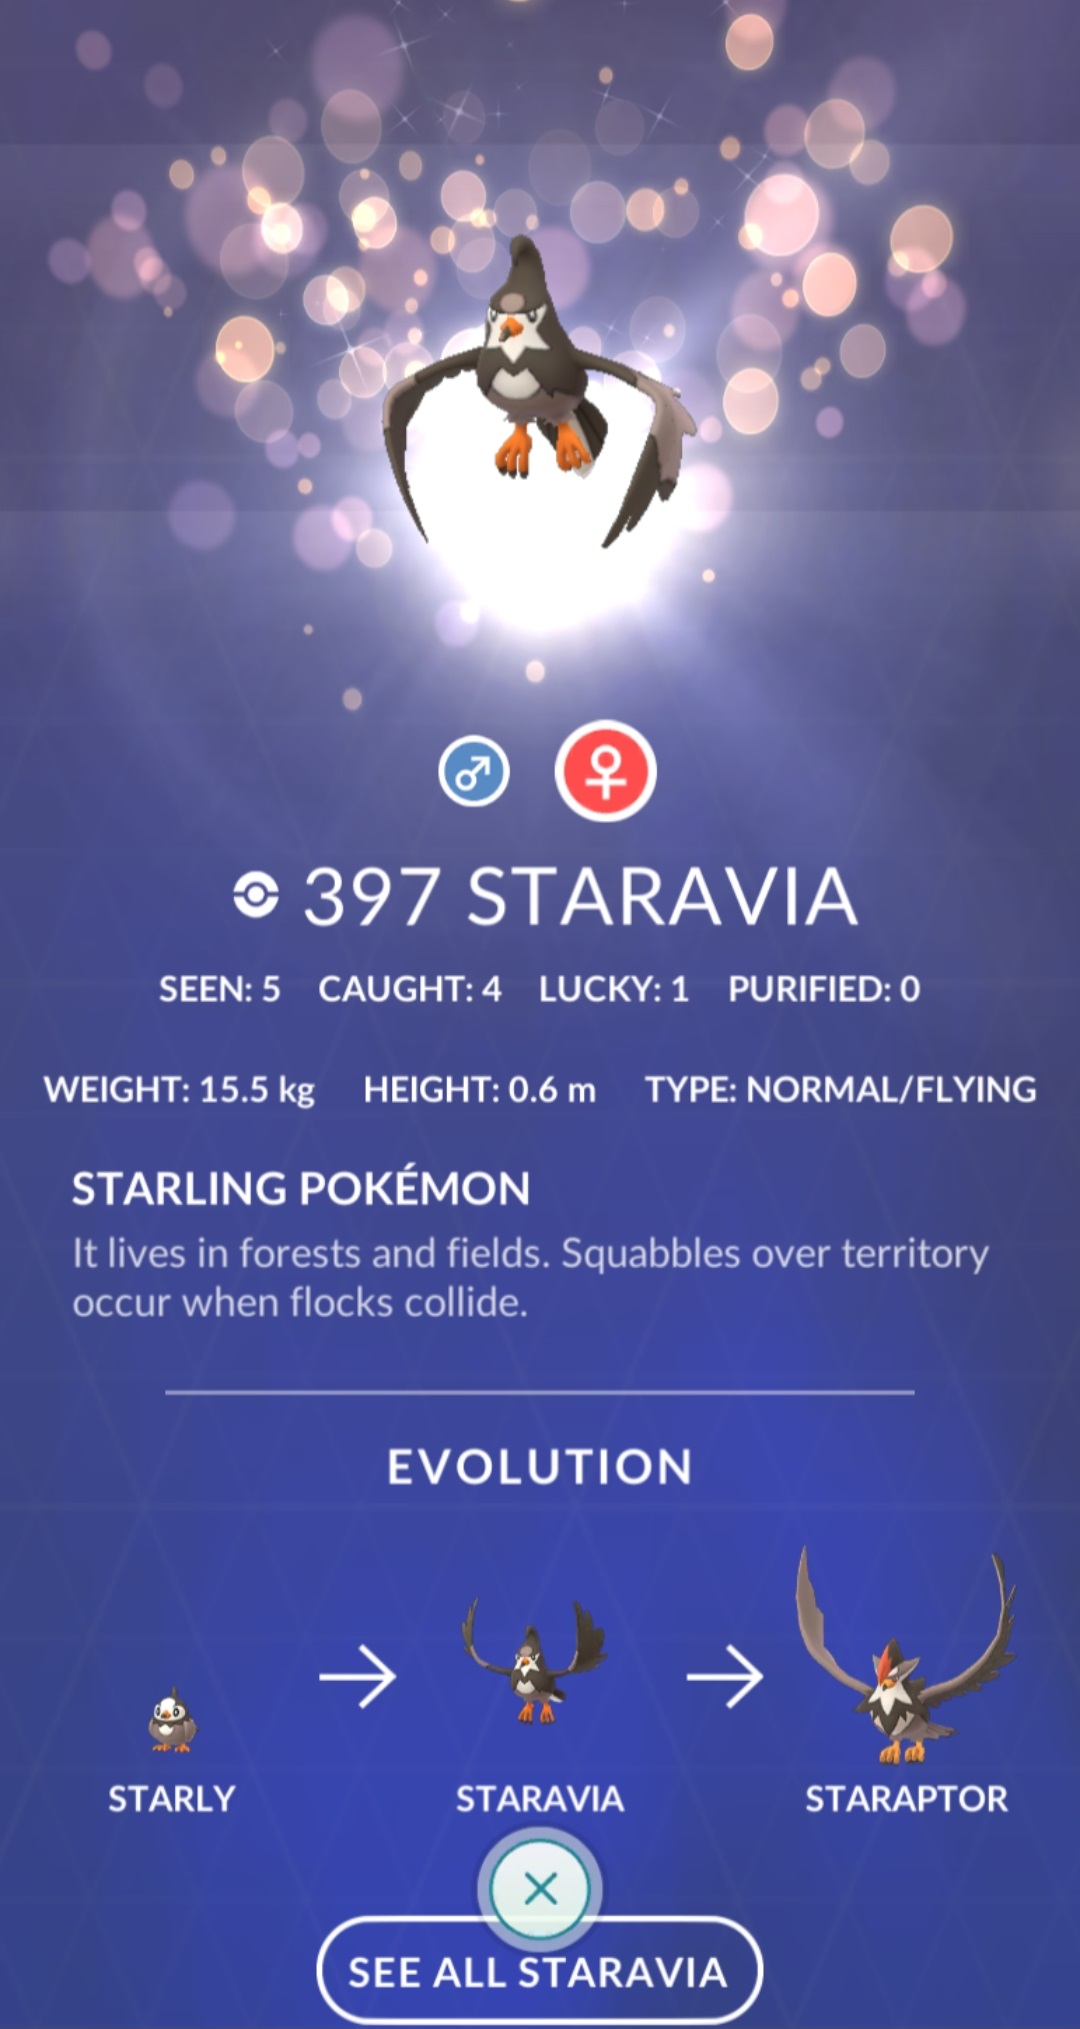 397 STARAVIA
SEEN: 5 CAUGHT: 4 LUCKY: 1 PURIFIED: 0
WEIGHT: 15.5 kg HEIGHT: 0.6 m TYPE: NORMAL/FLYING
STARLING POKÉMON
It lives in forests and fields. Squabbles over territory
occur when flocks collide.
EVOLUTION
STARLY STARAVIA STARAPTOR
SEE ALL STARAVIA